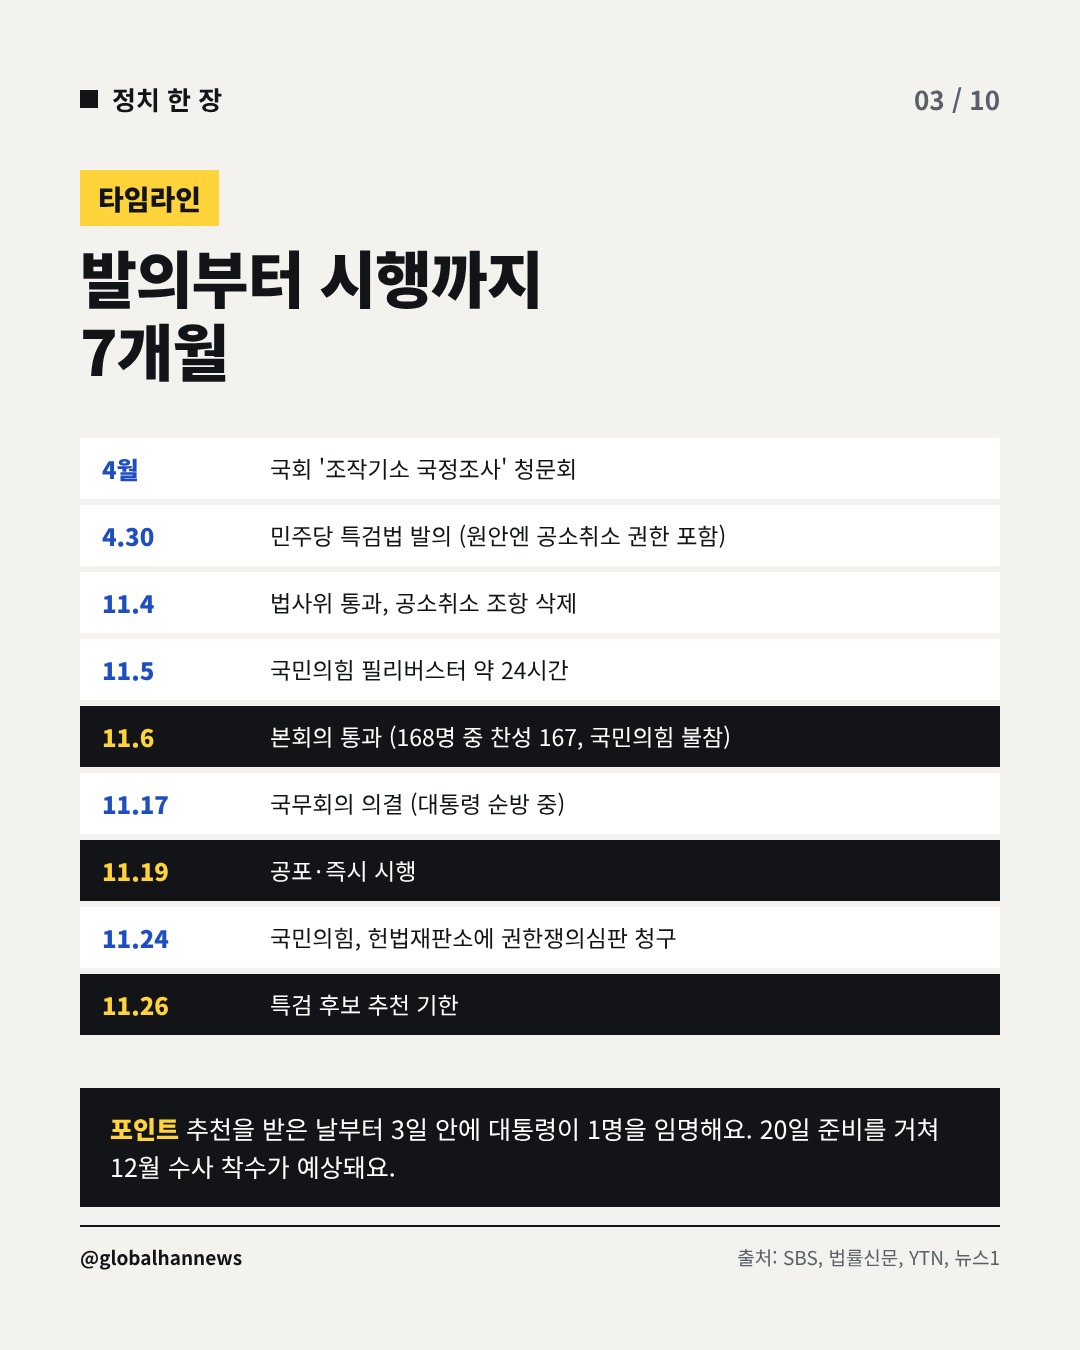 정치 한 장
03 / 10
타임라인
발의부터 시행까지
7개월
4월 국회 '조작기소 국정조사' 청문회
4.30 민주당 특검법 발의 (원안엔 공소취소 권한 포함)
11.4 법사위 통과, 공소취소 조항 삭제
11.5 국민의힘 필리버스터 약 24시간
11.6 본회의 통과 (168명 중 찬성 167, 국민의힘 불참)
11.17 국무회의 의결 (대통령 순방 중)
11.19 공포·즉시 시행
11.24 국민의힘, 헌법재판소에 권한쟁의심판 청구
11.26 특검 후보 추천 기한
포인트 추천을 받은 날부터 3일 안에 대통령이 1명을 임명해요. 20일 준비를 거쳐
12월 수사 착수가 예상돼요.
@globalhannews
출처: SBS, 법률신문, YTN, 뉴스1